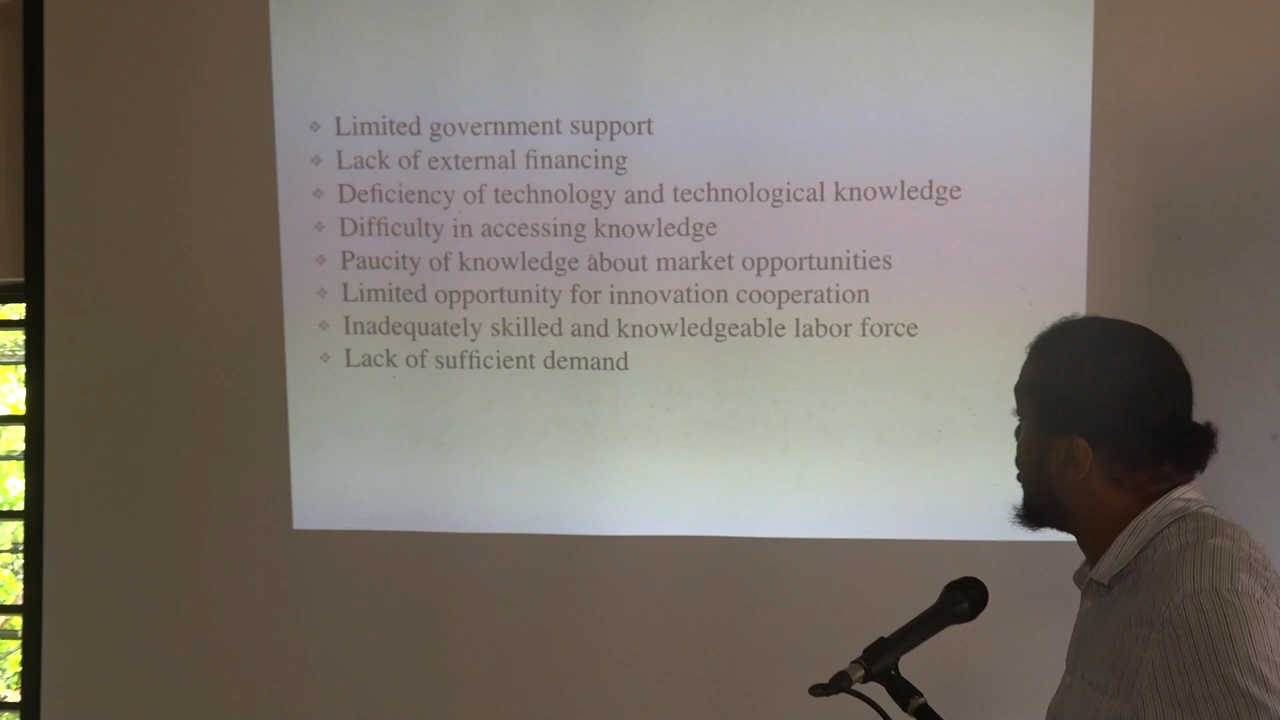 ❖ Limited government support
❖ Lack of external financing
❖ Deficiency of technology and technological knowledge
❖ Difficulty in accessing knowledge
❖ Paucity of knowledge about market opportunities
❖ Limited opportunity for innovation cooperation
❖ Inadequately skilled and knowledgeable labor force
❖ Lack of sufficient demand